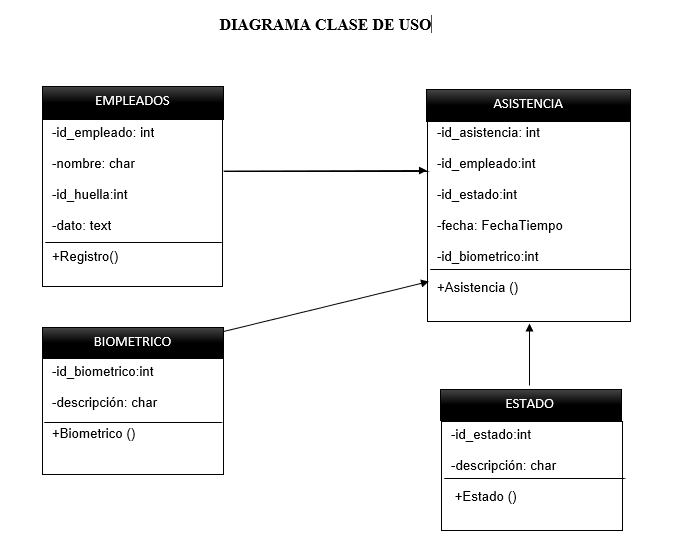 DIAGRAMA CLASE DE USO
EMPLEADOS
-id_empleado: int
-nombre: char
-id_huella:int
-dato: text
+Registro()
ASISTENCIA
-id_asistencia: int
-id_empleado:int
-id_estado:int
-fecha: FechaTiempo
-id_biometrico:int
+Asistencia ()
BIOMETRICO
-id_biometrico:int
-descripción: char
+Biometrico ()
ESTADO
-id_estado:int
-descripción: char
+Estado ()